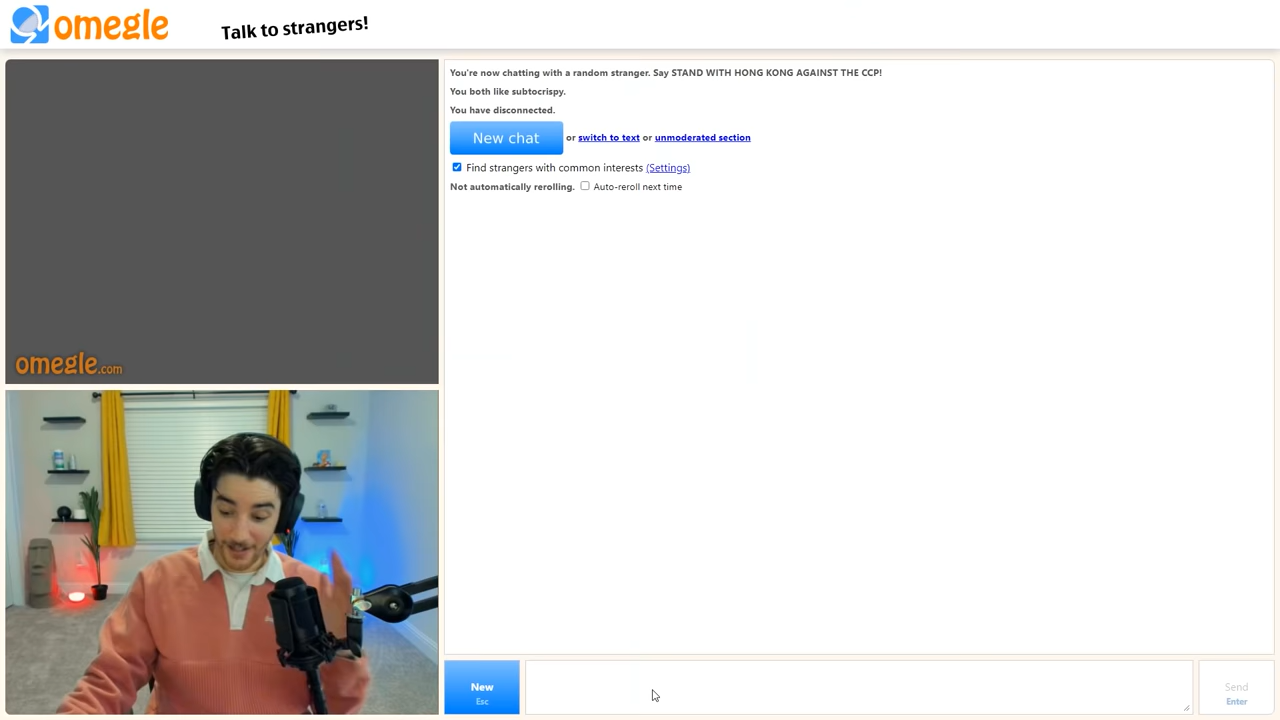 omegle
Talk to strangers!
You're now chatting with a random stranger. Say STAND WITH HONG KONG AGAINST THE CCP!
You both like subtocrispy.
You have disconnected.
New chat or switch to text or unmoderated section
Find strangers with common interests (Settings)
Not automatically rerolling. Auto-reroll next time
omegle.com
New
Esc
Send
Enter